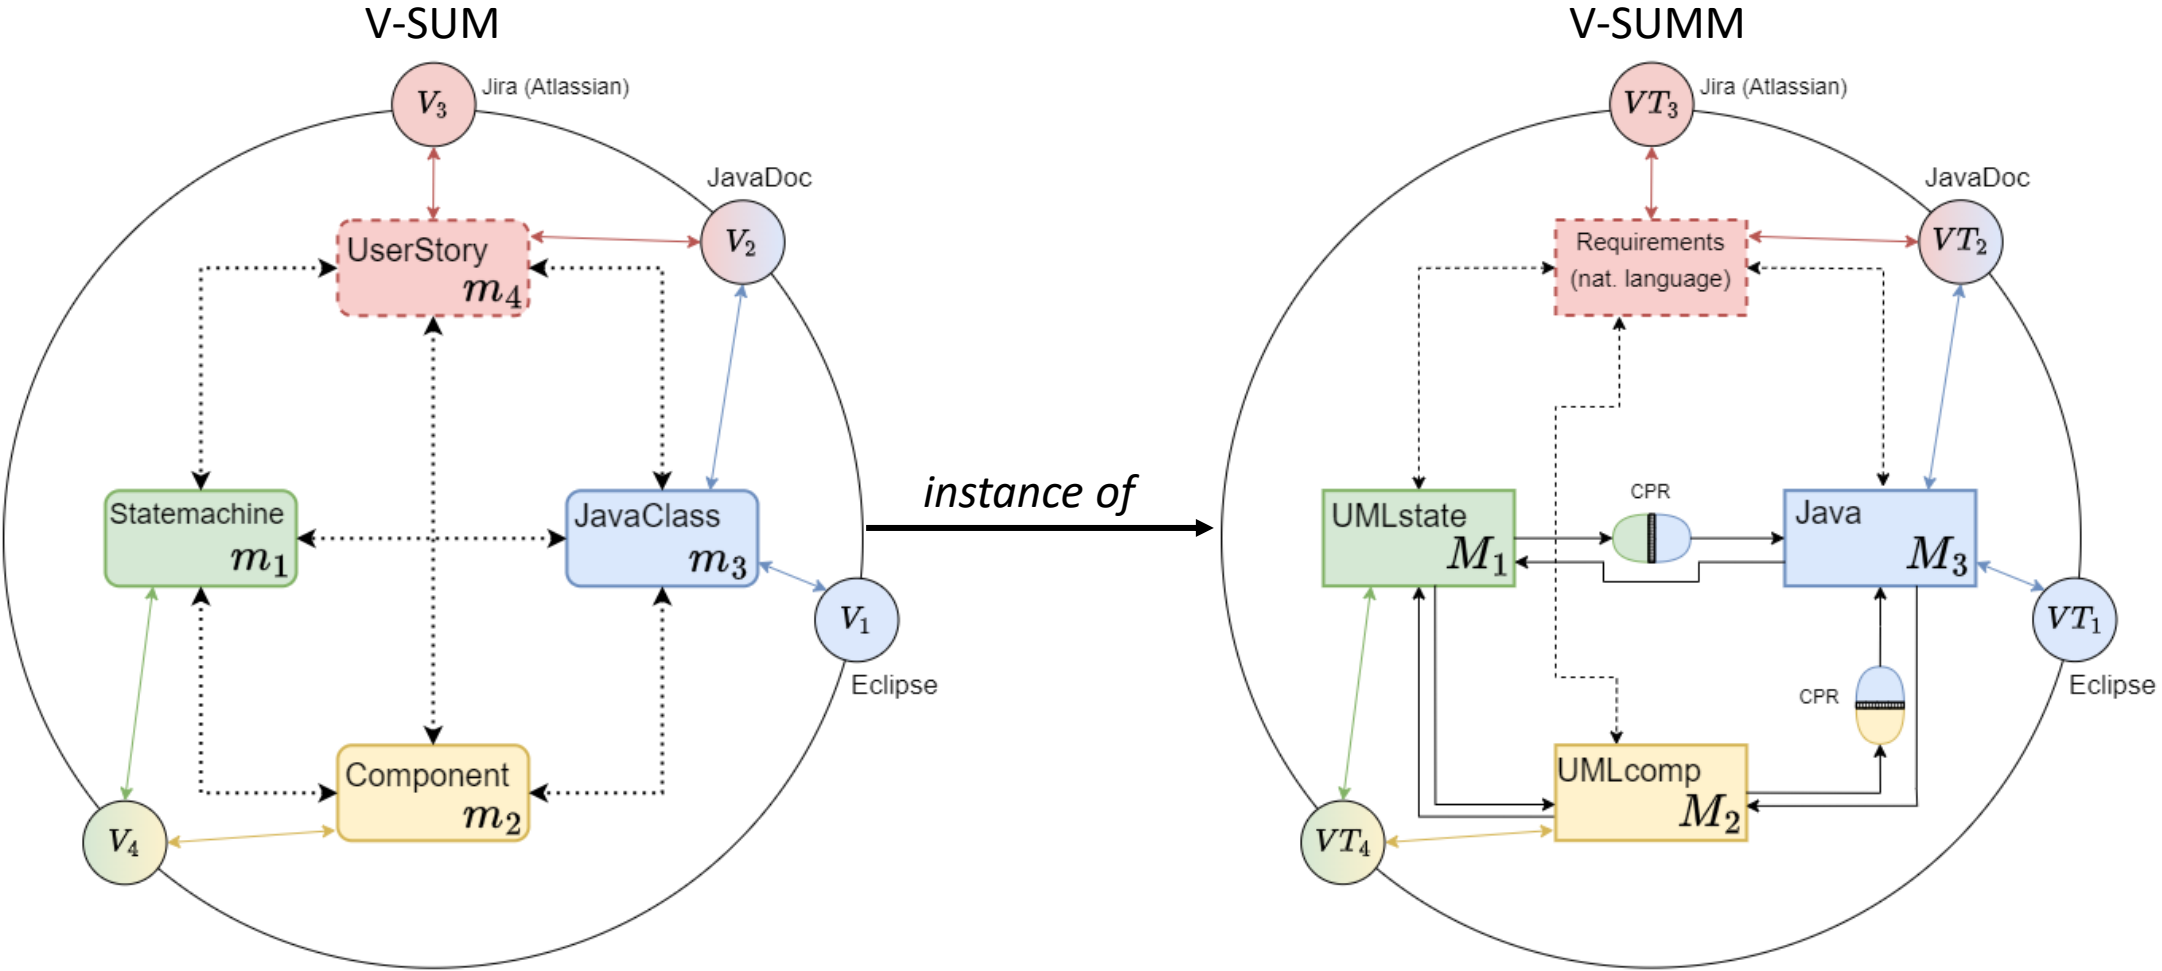 V-SUM
V₃
Jira (Atlassian)
JavaDoc
V₂
UserStory
m₄
Statemachine
m₁
JavaClass
m₃
V₁
Eclipse
Component
m₂
V₄
instance of
V-SUMM
VT₃
Jira (Atlassian)
JavaDoc
VT₂
Requirements
(nat. language)
UMLstate
M₁
CPR
Java
M₃
VT₁
Eclipse
CPR
UMLcomp
M₂
VT₄